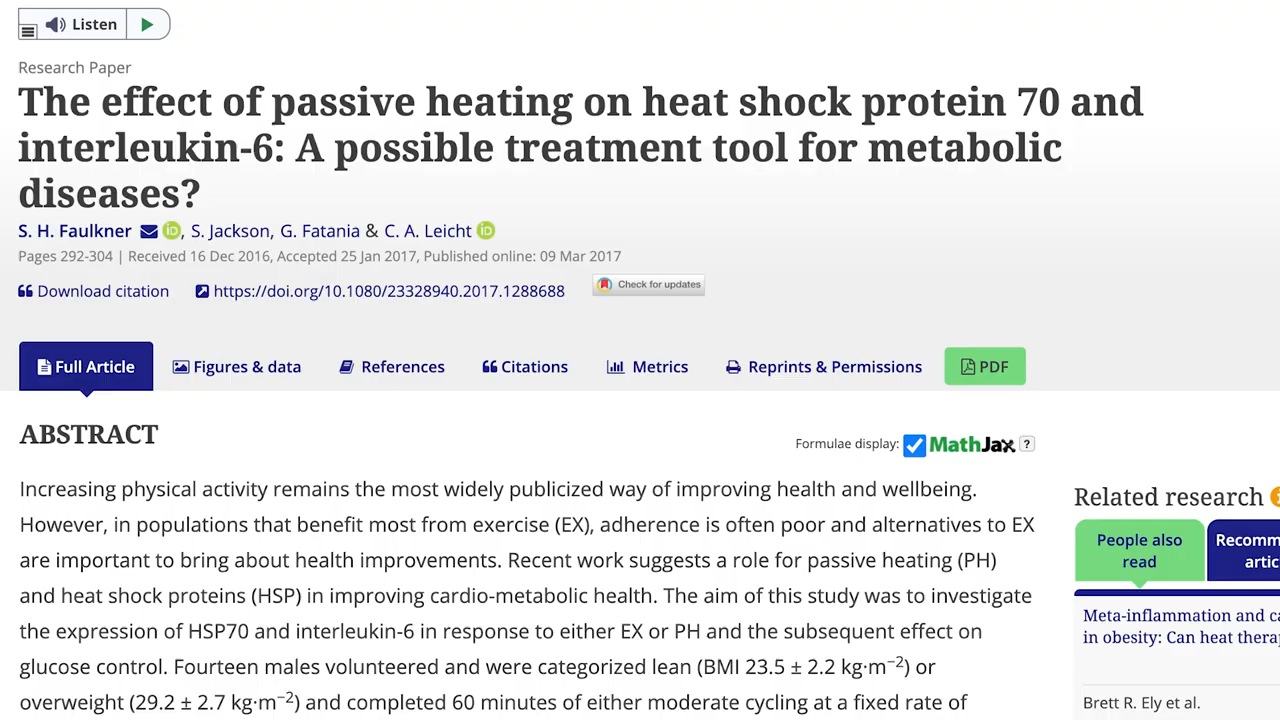 Listen
Research Paper
The effect of passive heating on heat shock protein 70 and
interleukin-6: A possible treatment tool for metabolic
diseases?
S. H. Faulkner iD, S. Jackson, G. Fatania & C. A. Leicht iD
Pages 292-304 | Received 16 Dec 2016, Accepted 25 Jan 2017, Published online: 09 Mar 2017
Download citation https://doi.org/10.1080/23328940.2017.1288688 Check for updates
Full Article Figures & data References Citations Metrics Reprints & Permissions PDF
ABSTRACT
Formulae display: MathJax ?
Increasing physical activity remains the most widely publicized way of improving health and wellbeing.
However, in populations that benefit most from exercise (EX), adherence is often poor and alternatives to EX
are important to bring about health improvements. Recent work suggests a role for passive heating (PH)
and heat shock proteins (HSP) in improving cardio-metabolic health. The aim of this study was to investigate
the expression of HSP70 and interleukin-6 in response to either EX or PH and the subsequent effect on
glucose control. Fourteen males volunteered and were categorized lean (BMI 23.5 ± 2.2 kg·m−2) or
overweight (29.2 ± 2.7 kg·m−2) and completed 60 minutes of either moderate cycling at a fixed rate of
Related research
People also
read
Recomm
artic
Meta-inflammation and ca
in obesity: Can heat thera
Brett R. Ely et al.